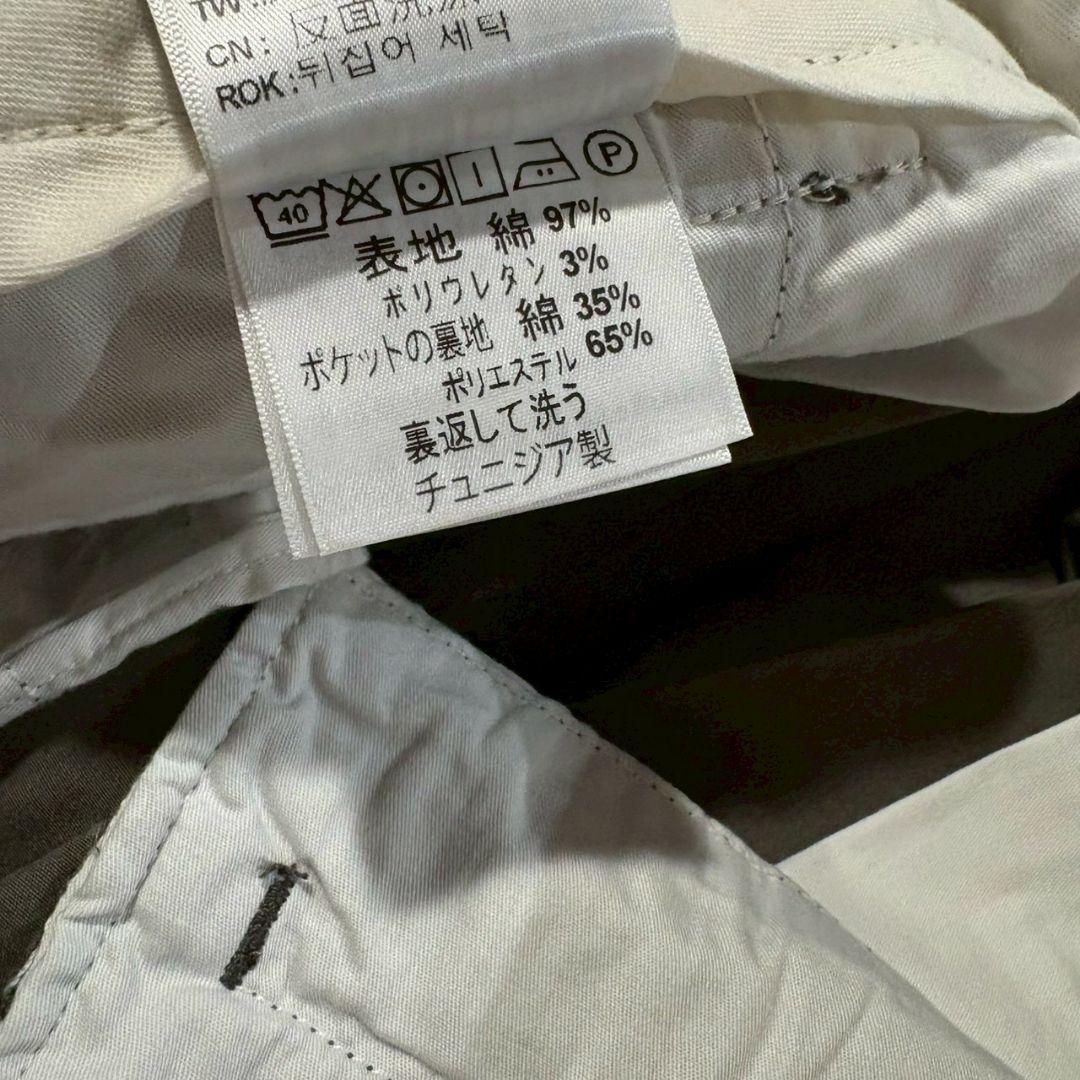 TW:
CN: 反面洗
ROK:뒤집어 세탁
40 P
表地 綿 97%
ポリウレタン 3%
ポケットの裏地 綿 35%
ポリエステル 65%
裏返して洗う
チュニジア製